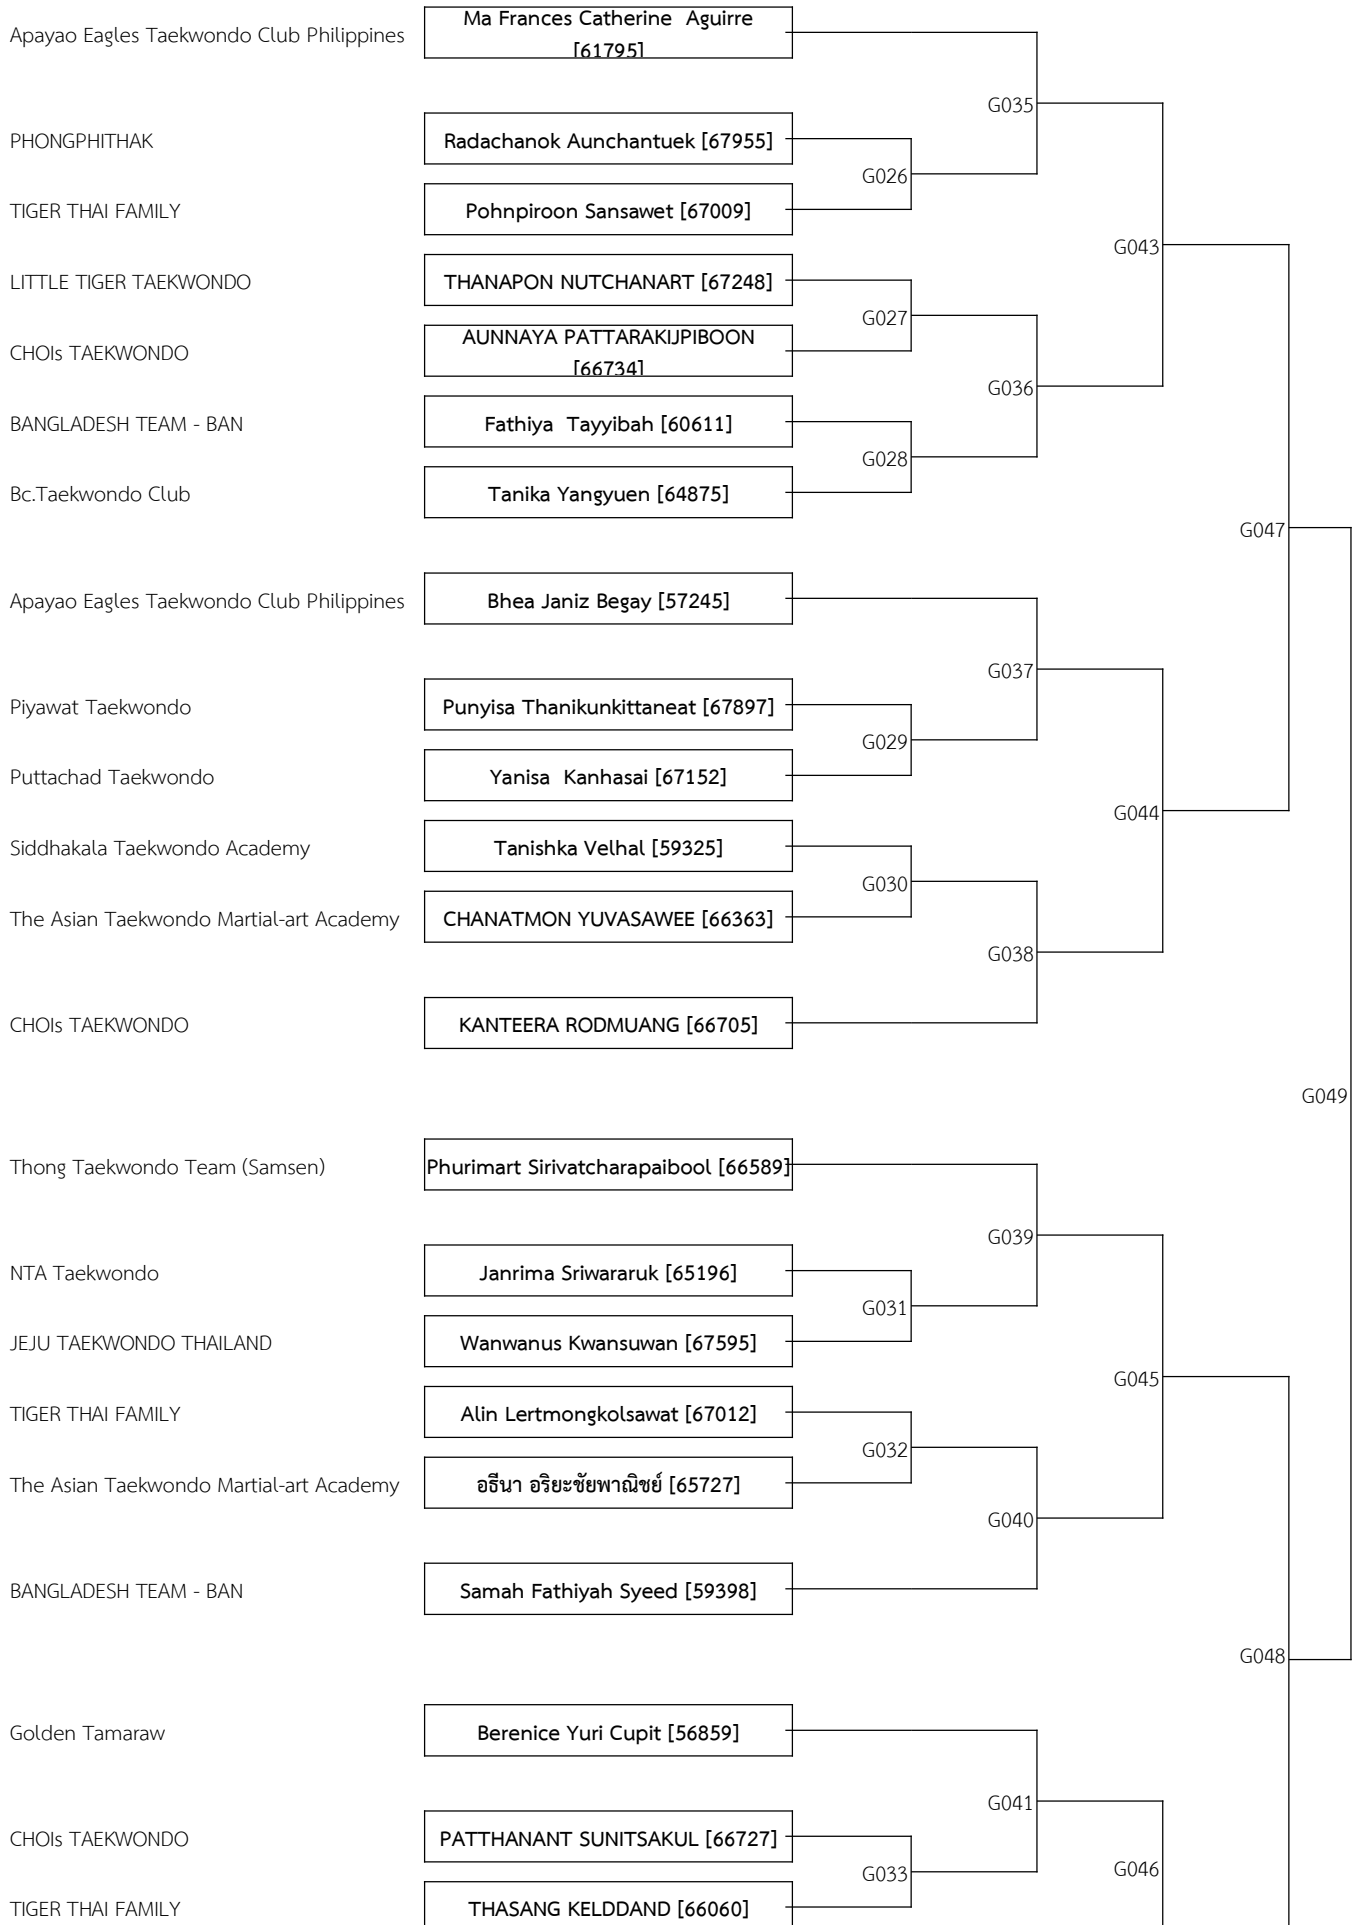 Apayao Eagles Taekwondo Club Philippines
Ma Frances Catherine  Aguirre
[61795]
G035
PHONGPHITHAK
Radachanok Aunchantuek [67955]
G026
TIGER THAI FAMILY
Pohnpiroon Sansawet [67009]
G043
LITTLE TIGER TAEKWONDO
THANAPON NUTCHANART [67248]
G027
CHOIs TAEKWONDO
AUNNAYA PATTARAKIJPIBOON
[66734]
G036
BANGLADESH TEAM - BAN
Fathiya  Tayyibah [60611]
G028
Bc.Taekwondo Club
Tanika Yangyuen [64875]
G047
Apayao Eagles Taekwondo Club Philippines
Bhea Janiz Begay [57245]
G037
Piyawat Taekwondo
Punyisa Thanikunkittaneat [67897]
G029
Puttachad Taekwondo
Yanisa  Kanhasai [67152]
G044
Siddhakala Taekwondo Academy
Tanishka Velhal [59325]
G030
The Asian Taekwondo Martial-art Academy
CHANATMON YUVASAWEE [66363]
G038
CHOIs TAEKWONDO
KANTEERA RODMUANG [66705]
G049
Thong Taekwondo Team (Samsen)
Phurimart Sirivatcharapaibool [66589]
G039
NTA Taekwondo
Janrima Sriwararuk [65196]
G031
JEJU TAEKWONDO THAILAND
Wanwanus Kwansuwan [67595]
G045
TIGER THAI FAMILY
Alin Lertmongkolsawat [67012]
G032
The Asian Taekwondo Martial-art Academy
อธีนา อริยะชัยพาณิชย์ [65727]
G040
BANGLADESH TEAM - BAN
Samah Fathiyah Syeed [59398]
G048
Golden Tamaraw
Berenice Yuri Cupit [56859]
G041
CHOIs TAEKWONDO
PATTHANANT SUNITSAKUL [66727]
G033
G046
TIGER THAI FAMILY
THASANG KELDDAND [66060]